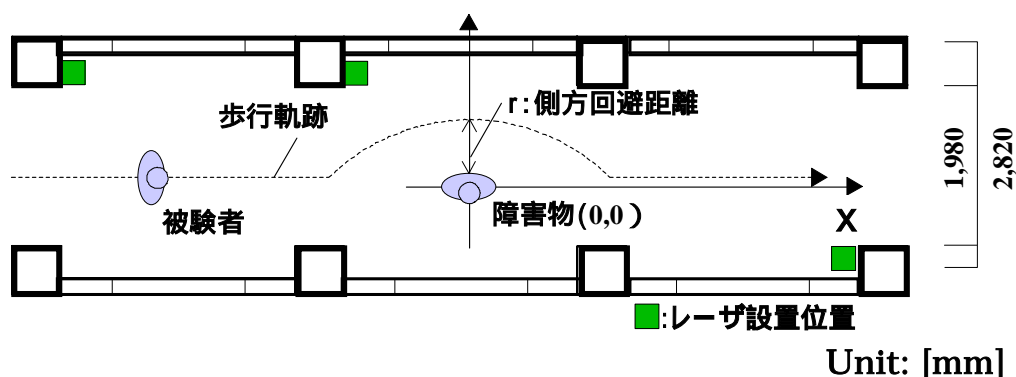 r：側方回避距離
歩行軌跡
1,980
2,820
被験者
障害物(0,0）
X
:レーザ設置位置
Unit: [mm]